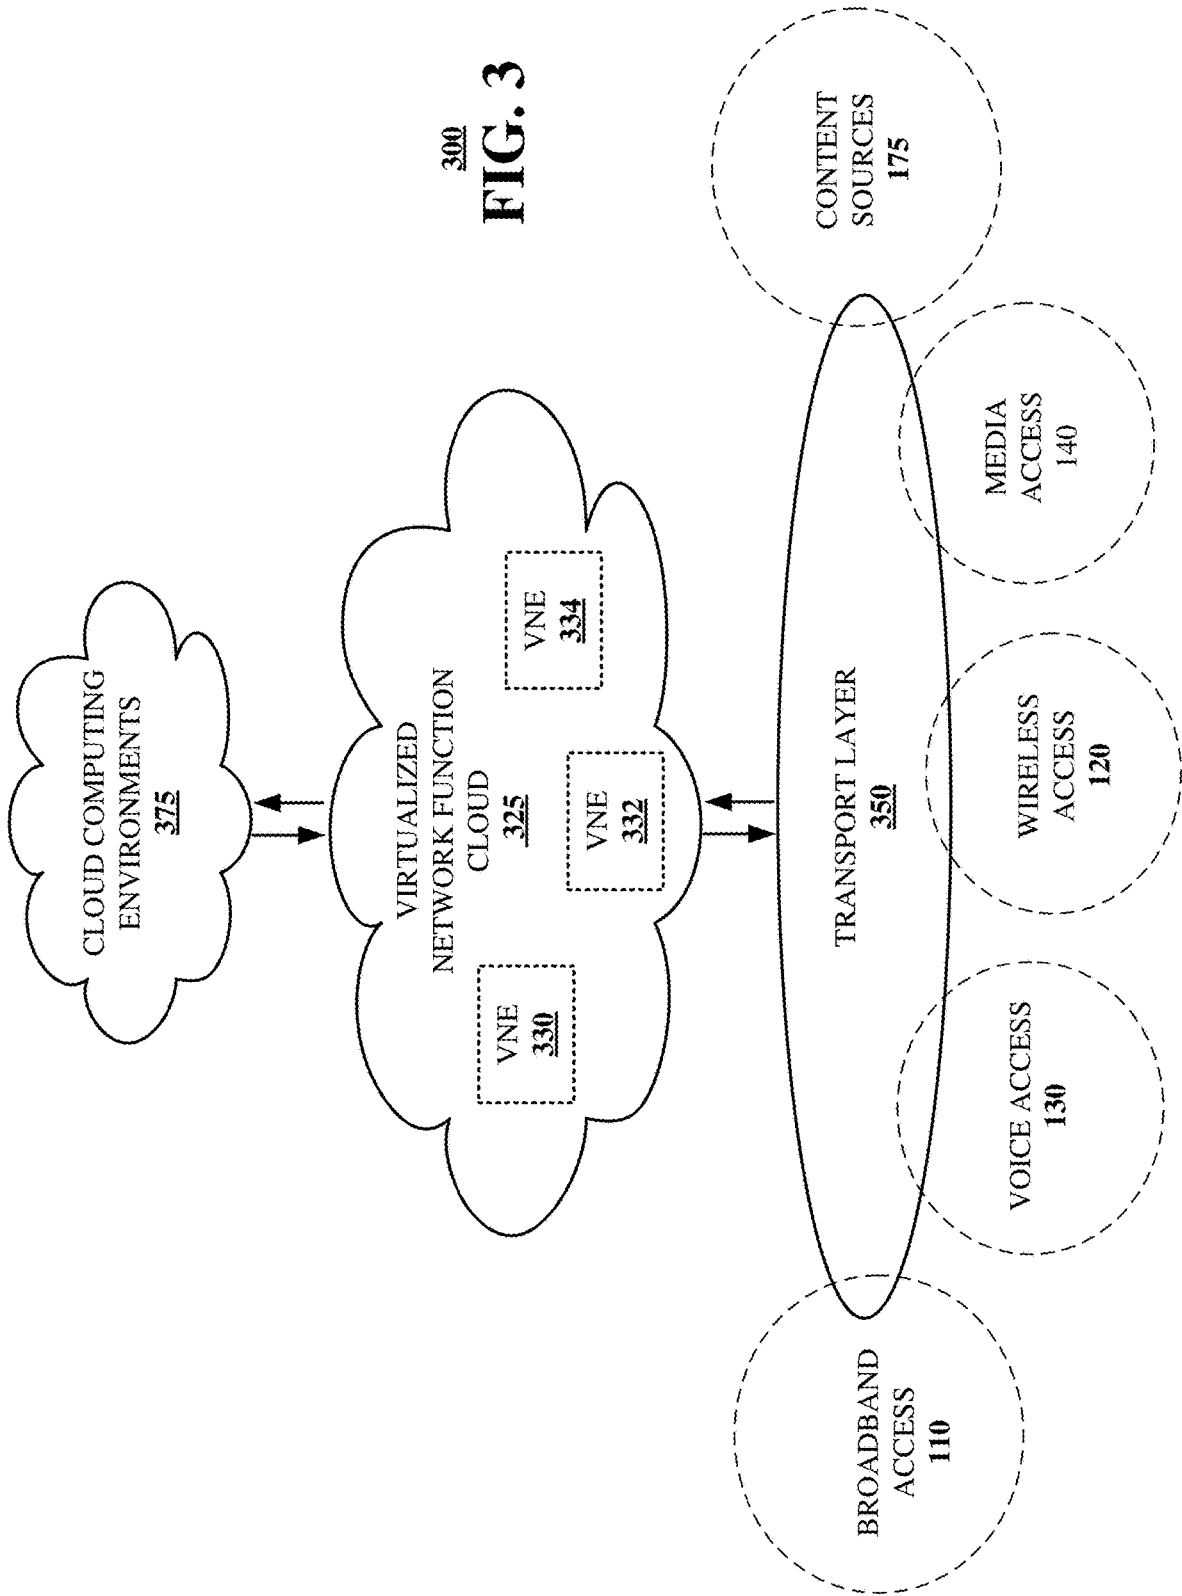 CLOUD COMPUTING
ENVIRONMENTS
375
VIRTUALIZED
NETWORK FUNCTION
CLOUD
325
VNE
330
VNE
332
VNE
334
300
FIG. 3
TRANSPORT LAYER
350
BROADBAND
ACCESS
110
VOICE ACCESS
130
WIRELESS
ACCESS
120
MEDIA
ACCESS
140
CONTENT
SOURCES
175